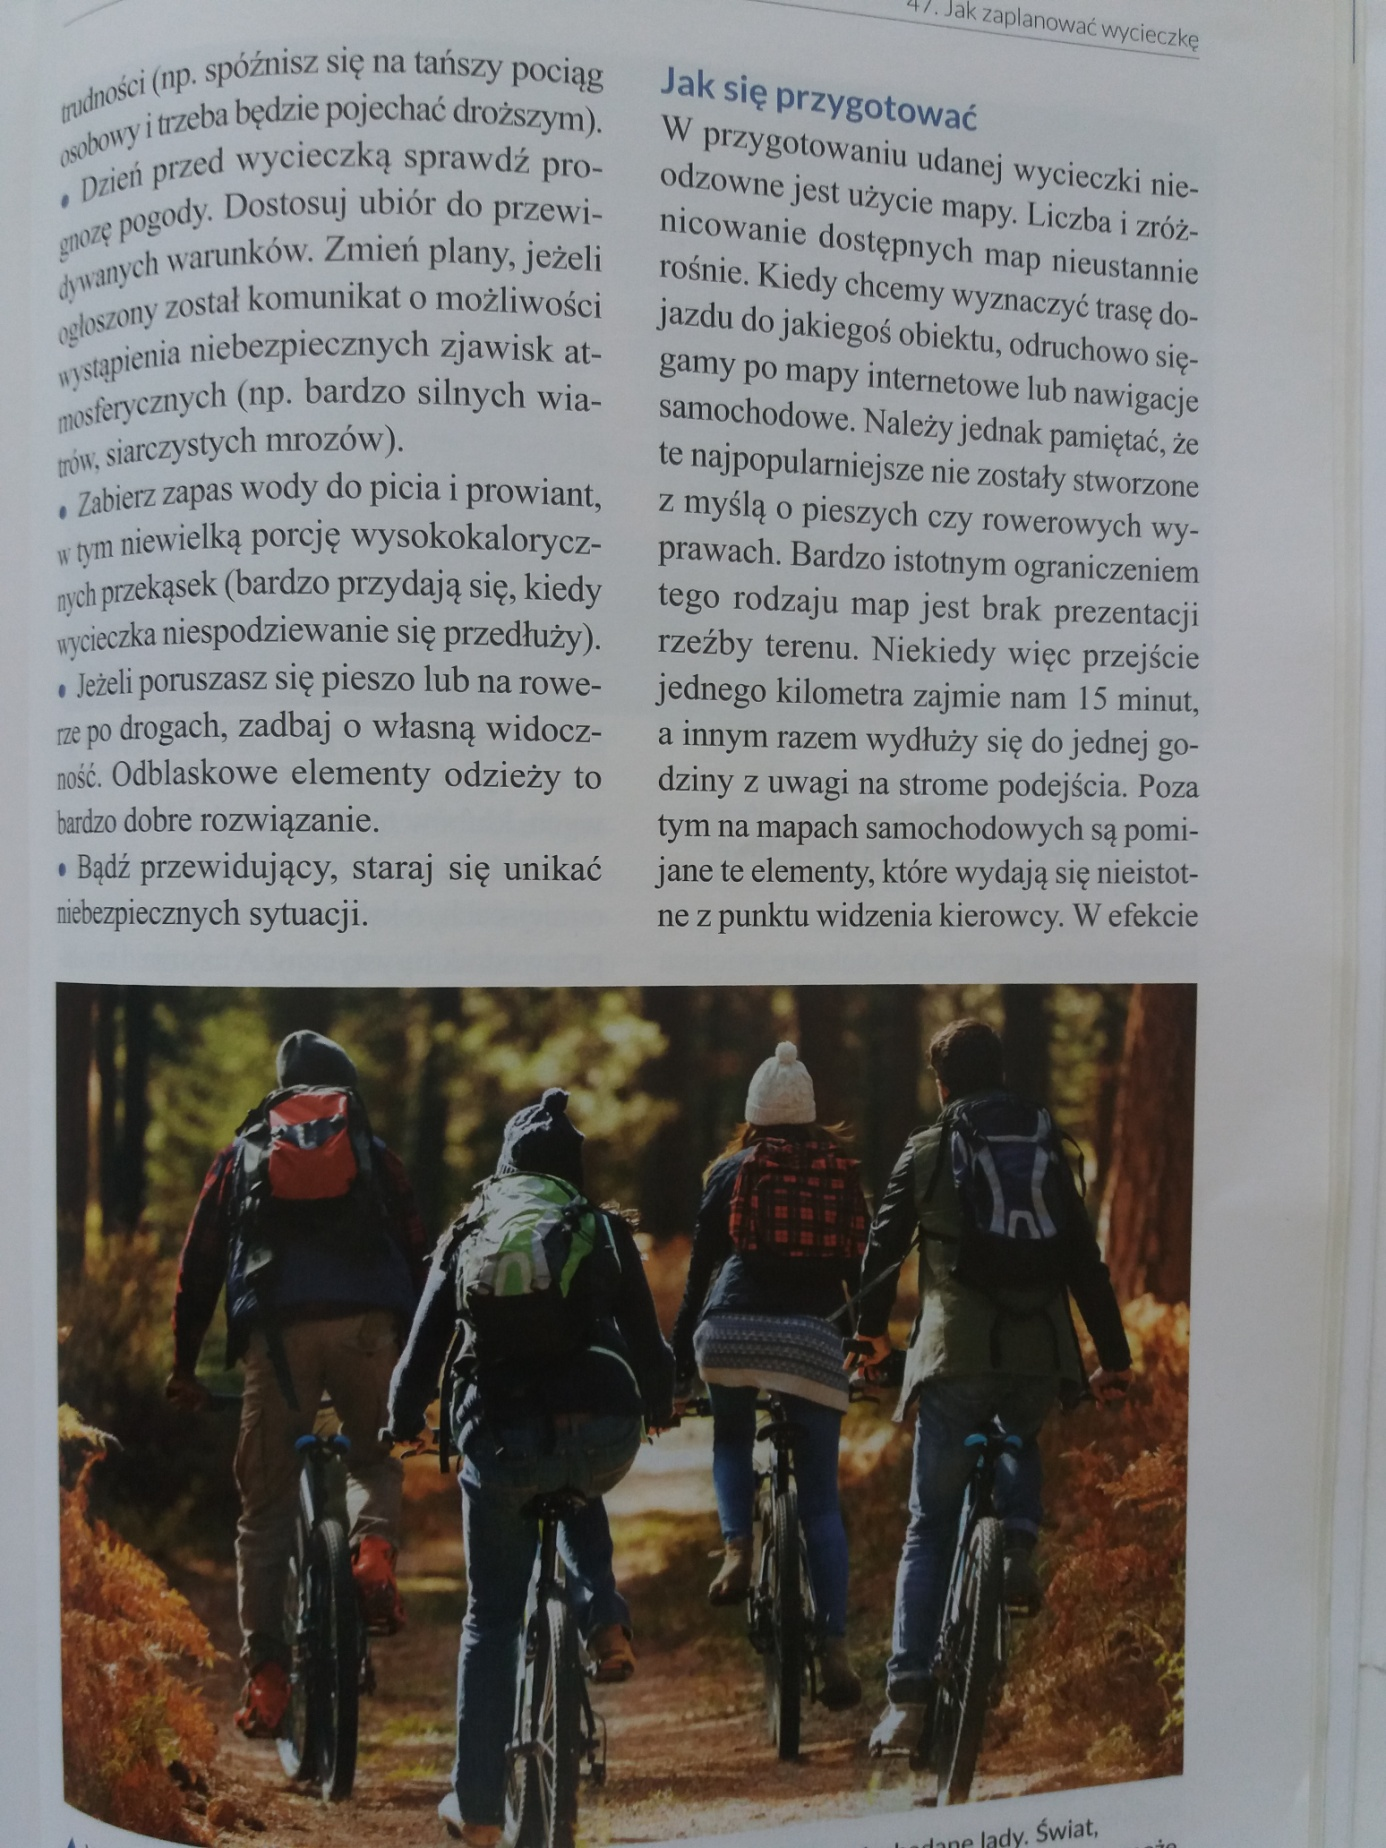 47. Jak zaplanować wycieczkę
trudności (np. spóźnisz się na tańszy pociąg
osobowy i trzeba będzie pojechać droższym).
• Dzień przed wycieczką sprawdź pro-
gnozę pogody. Dostosuj ubiór do przewi-
dywanych warunków. Zmień plany, jeżeli
ogłoszony został komunikat o możliwości
wystąpienia niebezpiecznych zjawisk at-
mosferycznych (np. bardzo silnych wia-
trów, siarczystych mrozów).
• Zabierz zapas wody do picia i prowiant,
w tym niewielką porcję wysokokalorycz-
nych przekąsek (bardzo przydają się, kiedy
wycieczka niespodziewanie się przedłuży).
• Jeżeli poruszasz się pieszo lub na rowe-
rze po drogach, zadbaj o własną widocz-
ność. Odblaskowe elementy odzieży to
bardzo dobre rozwiązanie.
• Bądź przewidujący, staraj się unikać
niebezpiecznych sytuacji.
Jak się przygotować
W przygotowaniu udanej wycieczki nie-
odzowne jest użycie mapy. Liczba i zróż-
nicowanie dostępnych map nieustannie
rośnie. Kiedy chcemy wyznaczyć trasę do-
jazdu do jakiegoś obiektu, odruchowo się-
gamy po mapy internetowe lub nawigacje
samochodowe. Należy jednak pamiętać, że
te najpopularniejsze nie zostały stworzone
z myślą o pieszych czy rowerowych wy-
prawach. Bardzo istotnym ograniczeniem
tego rodzaju map jest brak prezentacji
rzeźby terenu. Niekiedy więc przejście
jednego kilometra zajmie nam 15 minut,
a innym razem wydłuży się do jednej go-
dziny z uwagi na strome podejścia. Poza
tym na mapach samochodowych są pomi-
jane te elementy, które wydają się nieistot-
ne z punktu widzenia kierowcy. W efekcie
lady. Świat,